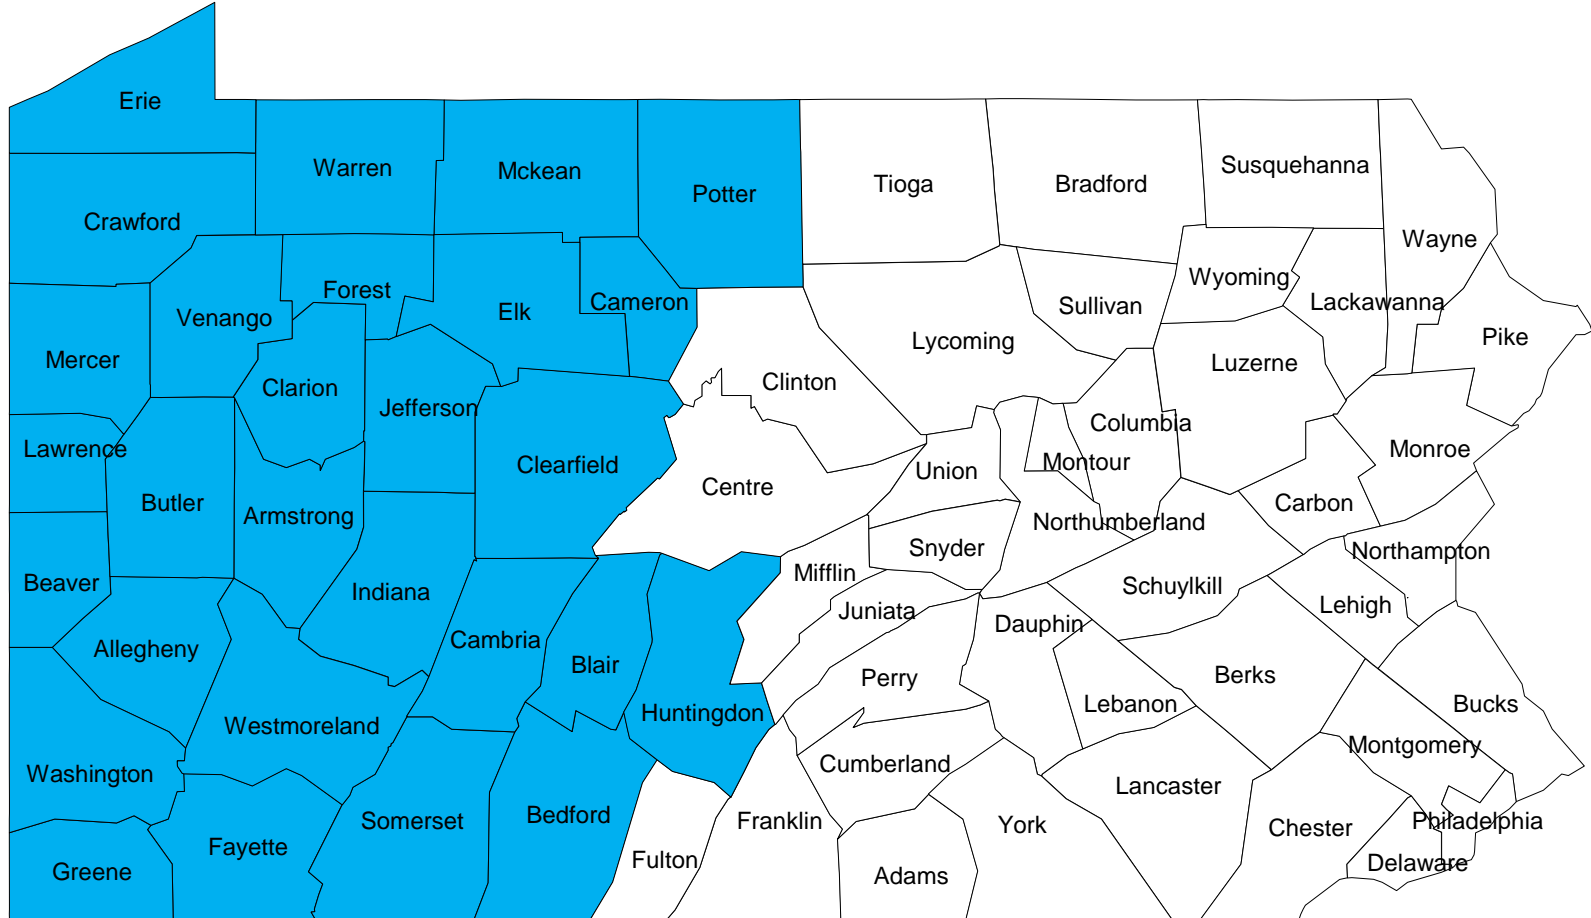 Erie
Warren
Mckean
Potter
Tioga
Bradford
Susquehanna
Crawford
Wayne
Venango
Forest
Elk
Cameron
Sullivan
Wyoming
Lackawanna
Mercer
Clarion
Jefferson
Clinton
Lycoming
Luzerne
Pike
Lawrence
Butler
Armstrong
Clearfield
Centre
Union
Montour
Columbia
Monroe
Carbon
Northumberland
Snyder
Northampton
Beaver
Indiana
Mifflin
Juniata
Schuylkill
Lehigh
Allegheny
Cambria
Blair
Huntingdon
Perry
Dauphin
Lebanon
Berks
Bucks
Westmoreland
Washington
Cumberland
Montgomery
Lancaster
Greene
Fayette
Somerset
Bedford
Fulton
Franklin
Adams
York
Chester
Philadelphia
Delaware